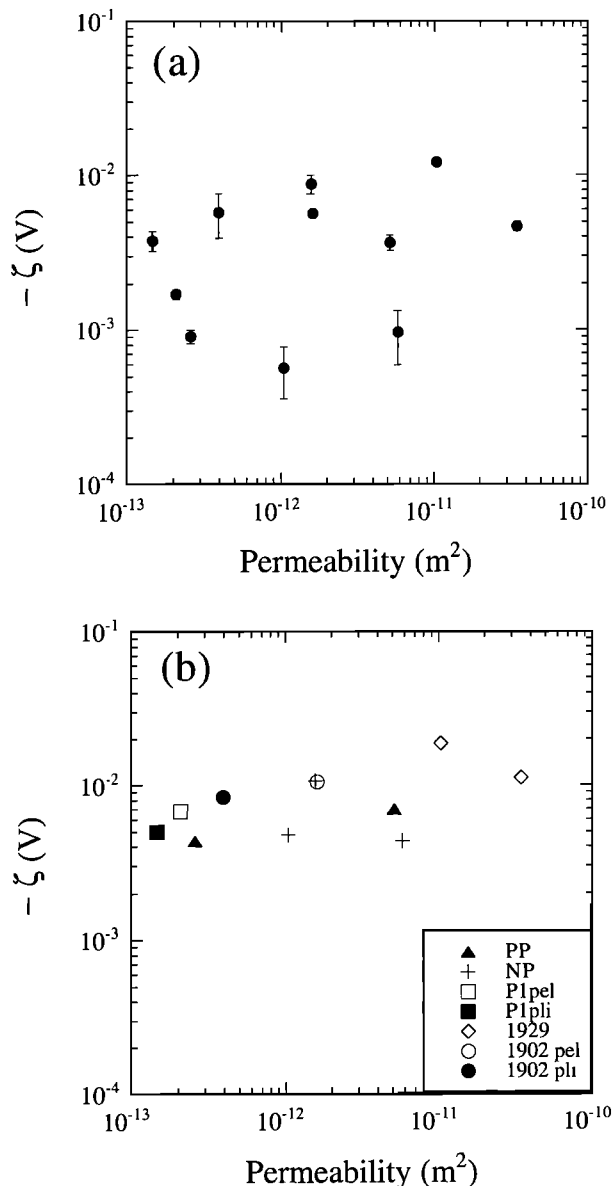 (a)
10⁻¹
10⁻²
10⁻³
10⁻⁴
− ζ (V)
10⁻¹³ 10⁻¹² 10⁻¹¹ 10⁻¹⁰
Permeability (m²)
(b)
10⁻¹
10⁻²
10⁻³
10⁻⁴
− ζ (V)
PP
NP
P1pel
P1pli
1929
1902 pel
1902 pli
10⁻¹³ 10⁻¹² 10⁻¹¹ 10⁻¹⁰
Permeability (m²)